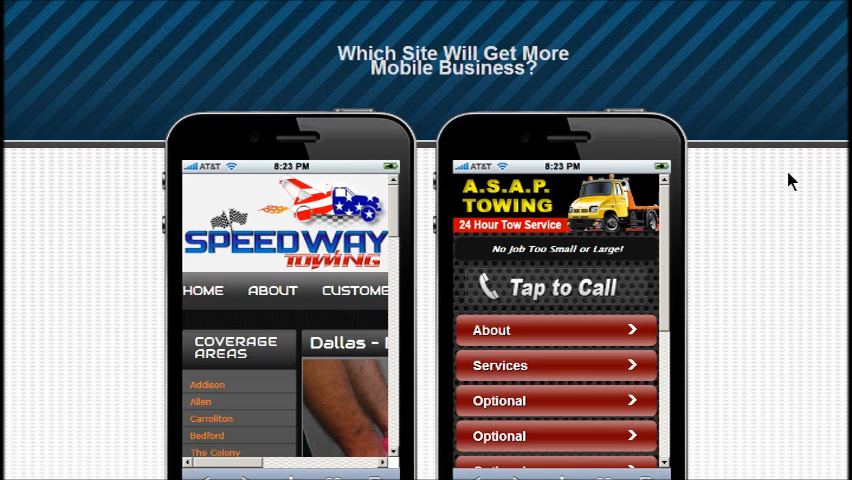 Which Site Will Get More
Mobile Business?
AT&T 8:23 PM
SPEEDWAY
TOWING
HOME ABOUT CUSTOME
COVERAGE
AREAS
Dallas -
Addison
Allen
Carrollton
Bedford
The Colony
AT&T 8:23 PM
A.S.A.P.
TOWING
24 Hour Tow Service
No Job Too Small or Large!
Tap to Call
About
Services
Optional
Optional